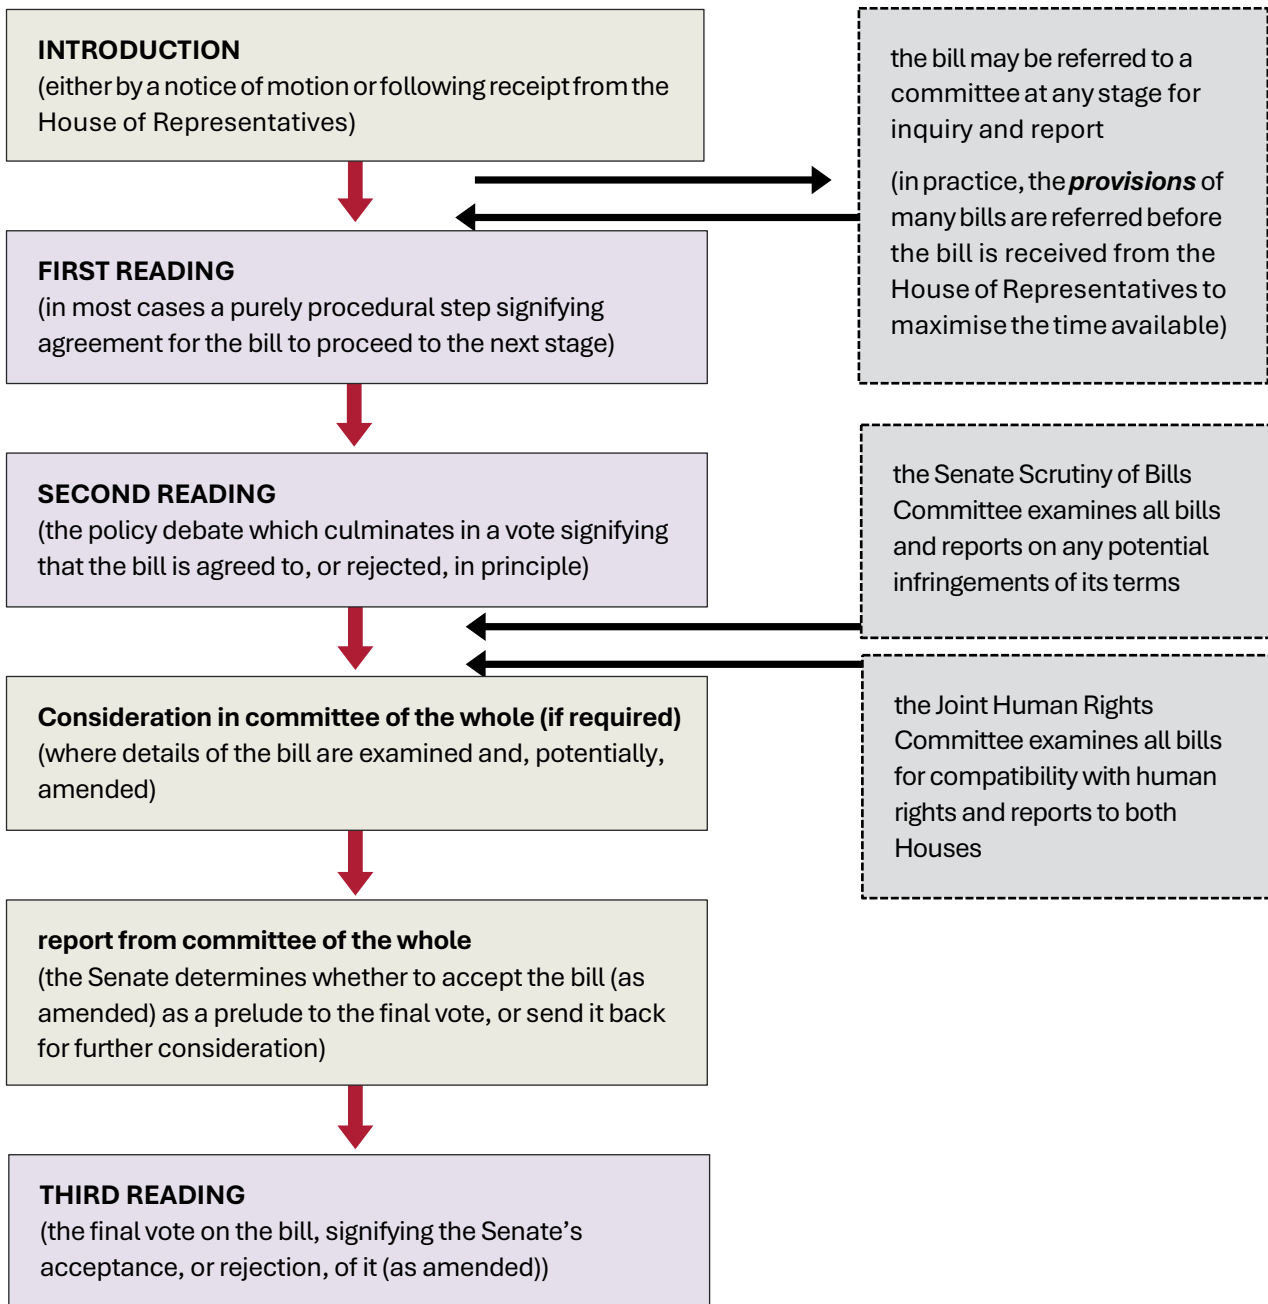 INTRODUCTION
(either by a notice of motion or following receipt from the
House of Representatives)
the bill may be referred to a
committee at any stage for
inquiry and report
(in practice, the provisions of
many bills are referred before
the bill is received from the
House of Representatives to
maximise the time available)
FIRST READING
(in most cases a purely procedural step signifying
agreement for the bill to proceed to the next stage)
SECOND READING
(the policy debate which culminates in a vote signifying
that the bill is agreed to, or rejected, in principle)
the Senate Scrutiny of Bills
Committee examines all bills
and reports on any potential
infringements of its terms
Consideration in committee of the whole (if required)
(where details of the bill are examined and, potentially,
amended)
the Joint Human Rights
Committee examines all bills
for compatibility with human
rights and reports to both
Houses
report from committee of the whole
(the Senate determines whether to accept the bill (as
amended) as a prelude to the final vote, or send it back
for further consideration)
THIRD READING
(the final vote on the bill, signifying the Senate’s
acceptance, or rejection, of it (as amended))